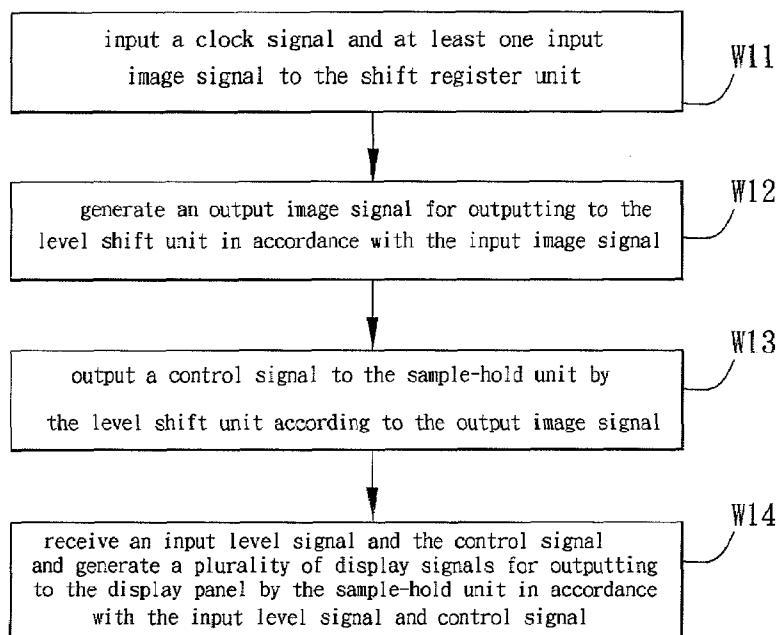 input a clock signal and at least one input
image signal to the shift register unit
W11
generate an output image signal for outputting to the
level shift unit in accordance with the input image signal
W12
output a control signal to the sample-hold unit by
the level shift unit according to the output image signal
W13
receive an input level signal and the control signal
and generate a plurality of display signals for outputting
to the display panel by the sample-hold unit in accordance
with the input level signal and control signal
W14